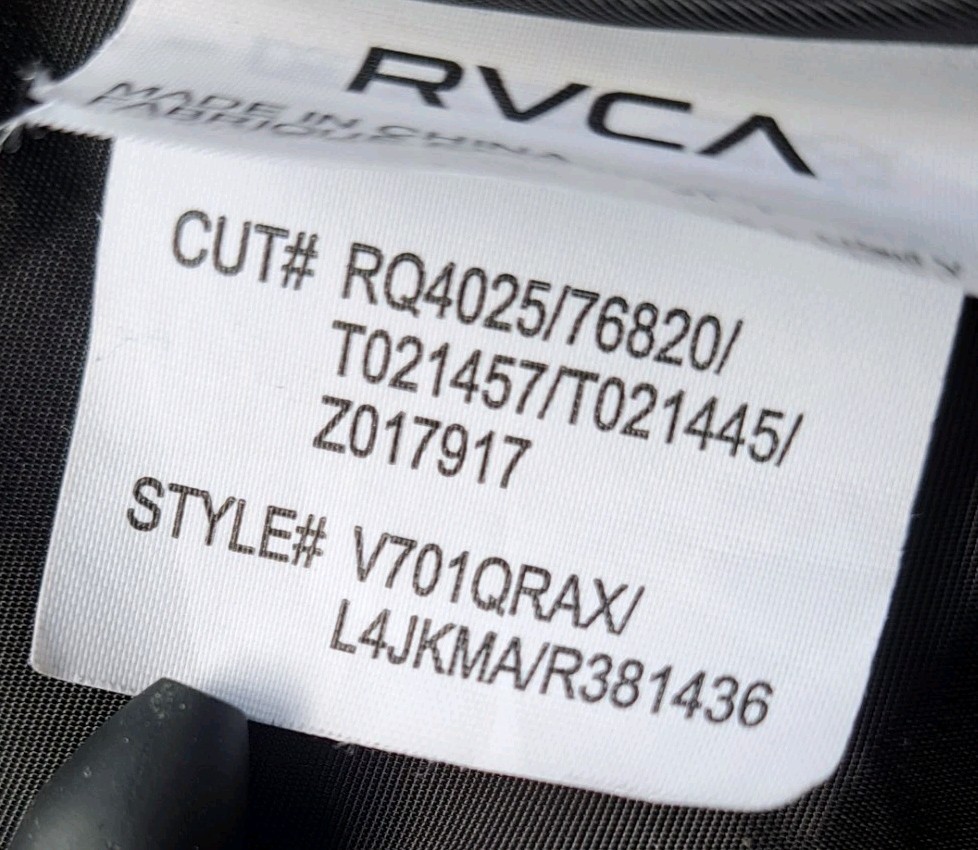 RVCA
MADE IN CHINA
CUT# RQ4025/76820/
T021457/T021445/
Z017917
STYLE# V701QRAX/
L4JKMA/R381436